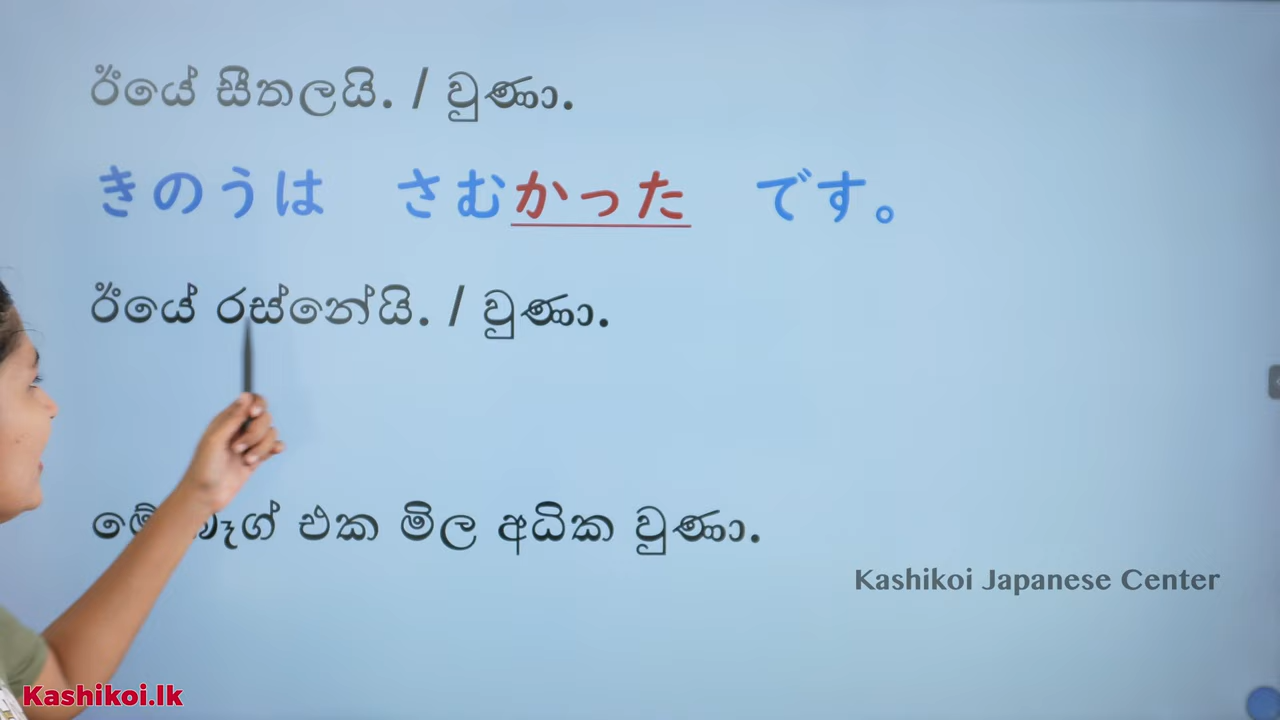 ඊයේ සීතලයි. / වුණා.
きのうは さむかった です。
ඊයේ රස්නේයි. / වුණා.
එක මිල අධික වුණා.
Kashikoi Japanese Center
Kashikoi.lk